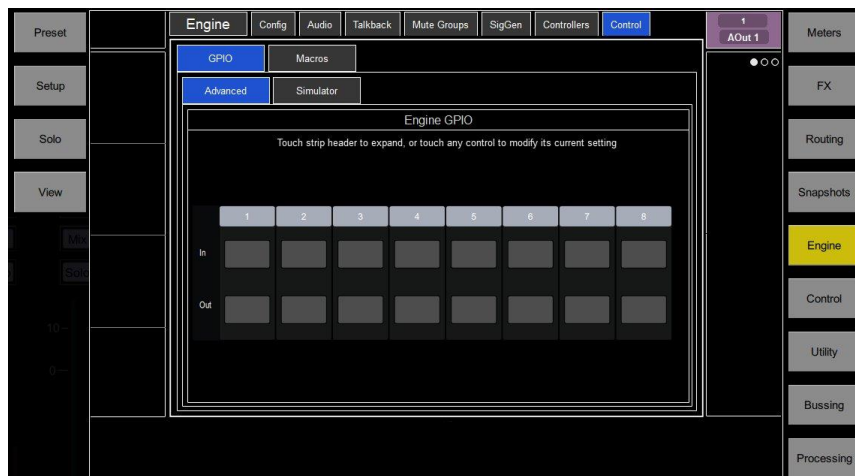 Preset
Setup
Solo
View
Mix
Solo
10
0
Engine
Config
Audio
Talkback
Mute Groups
SigGen
Controllers
Control
GPIO
Macros
Advanced
Simulator
Engine GPIO
Touch strip header to expand, or touch any control to modify its current setting
1 2 3 4 5 6 7 8
In
Out
1
AOut 1
Meters
FX
Routing
Snapshots
Engine
Control
Utility
Bussing
Processing